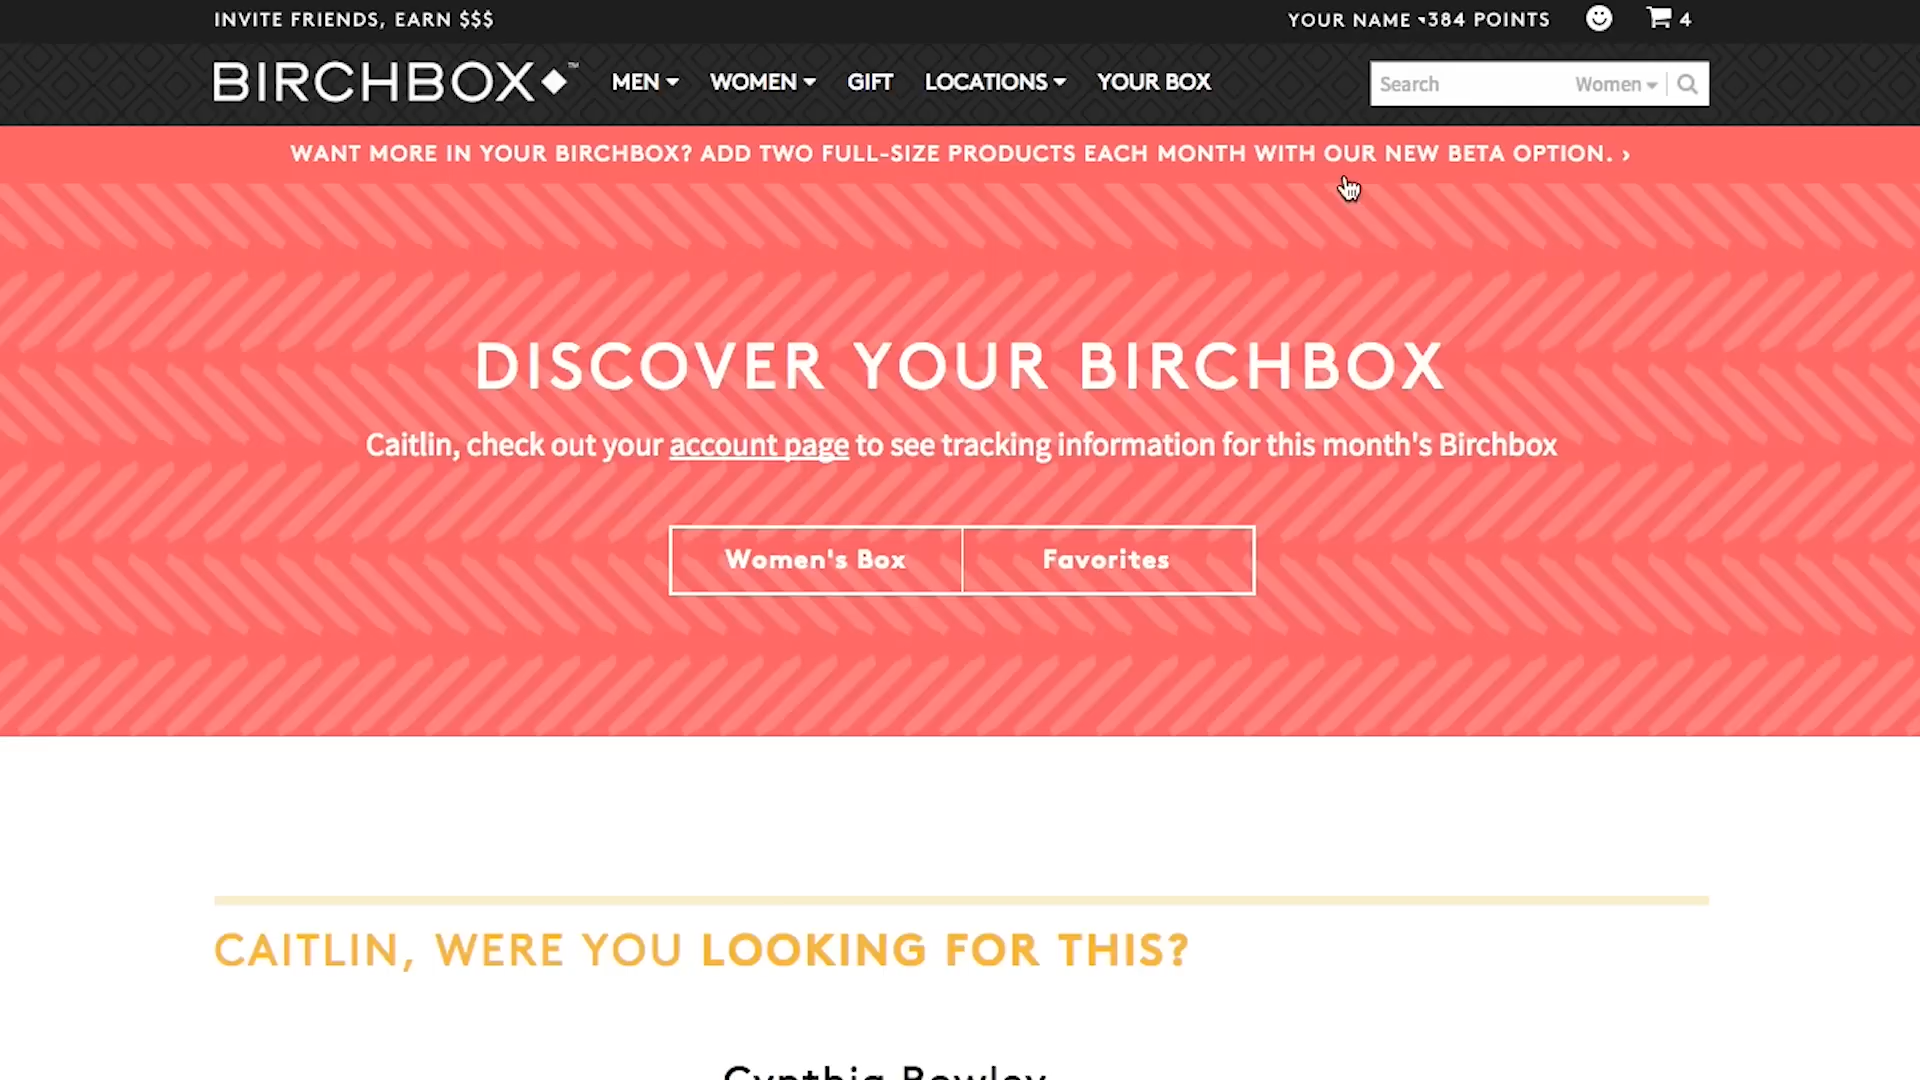 INVITE FRIENDS, EARN $$$
YOUR NAME 384 POINTS
4
BIRCHBOX™
MEN
WOMEN
GIFT
LOCATIONS
YOUR BOX
Search
Women
WANT MORE IN YOUR BIRCHBOX? ADD TWO FULL-SIZE PRODUCTS EACH MONTH WITH OUR NEW BETA OPTION. ›
DISCOVER YOUR BIRCHBOX
Caitlin, check out your account page to see tracking information for this month's Birchbox
Women's Box
Favorites
CAITLIN, WERE YOU LOOKING FOR THIS?
Cynthia Rowley